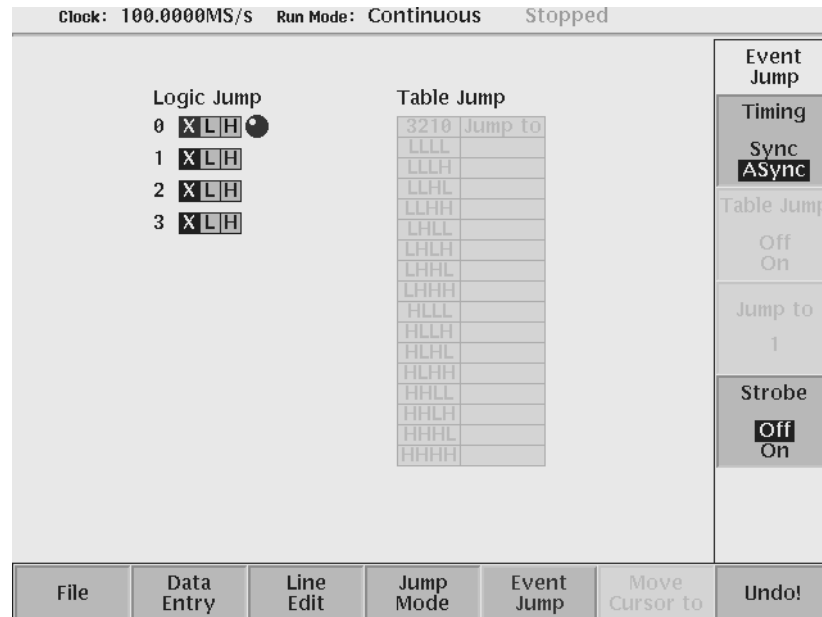 Clock: 100.0000MS/s Run Mode: Continuous Stopped
Logic Jump
0 X L H
1 X L H
2 X L H
3 X L H
Table Jump
3210 Jump to
LLLL
LLLH
LLHL
LLHH
LHLL
LHLH
LHHL
LHHH
HLLL
HLLH
HLHL
HLHH
HHLL
HHLH
HHHL
HHHH
Event
Jump
Timing
Sync
ASync
Table Jump
Off
On
Jump to
1
Strobe
Off
On
File
Data
Entry
Line
Edit
Jump
Mode
Event
Jump
Move
Cursor to
Undo!